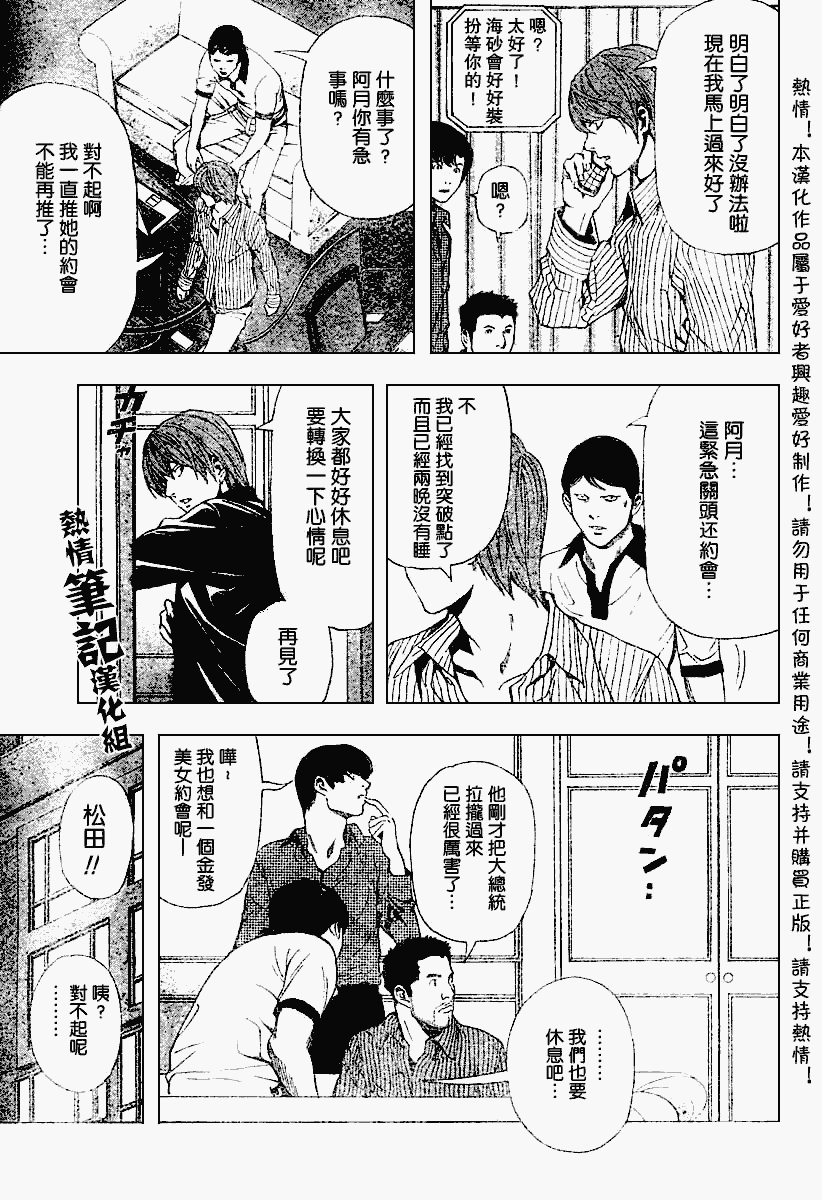 明白了明白了沒辦法啦
現在我馬上過來好了
嗯?
太好了!
海砂會好好裝
扮等你的!
嗯?
什麼事了?
阿月你有急
事嗎?
對不起啊
我一直推她的約會
不能再推了…
阿月…
這緊急關頭还約會…
不
我已經找到突破點了
而且已經兩晚沒有睡
大家都好好休息吧
要轉換一下心情呢
再見了
カチャ
パタン…
他剛才把大總統
拉攏過來
已經很厲害了…
嘩~
我也想和一個金發
美女約會呢—
………
我們也要
休息吧…
松田!!
咦?
對不起呢
………
熱情筆記漢化組
熱情！本漢化作品屬于愛好者興趣愛好制作！請勿用于任何商業用途！請支持并購買正版！請支持熱情！